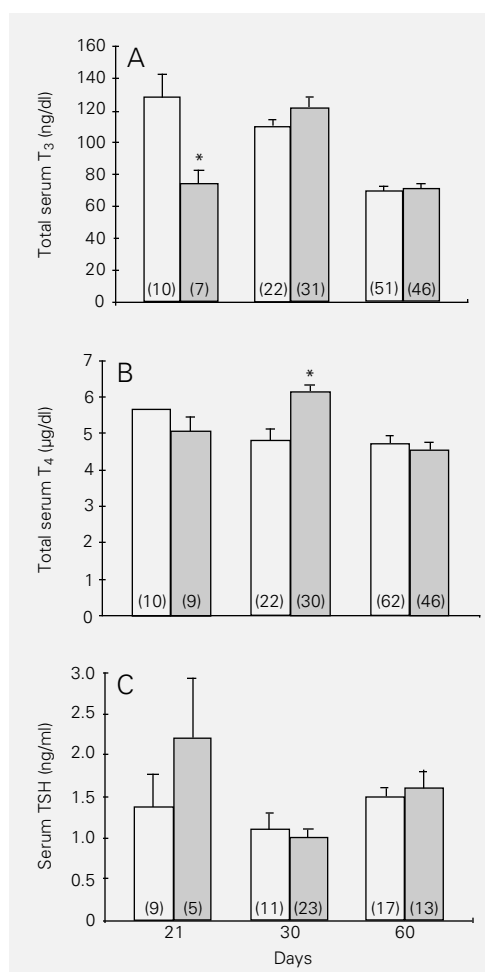 A
Total serum T3 (ng/dl)
160
140
120
100
80
60
40
20
0
*
(10) (7) (22) (31) (51) (46)
B
Total serum T4 (µg/dl)
7
6
5
4
3
2
1
0
*
(10) (9) (22) (30) (62) (46)
C
Serum TSH (ng/ml)
3.0
2.5
2.0
1.5
1.0
0.5
0
(9) (5) (11) (23) (17) (13)
21 30 60
Days